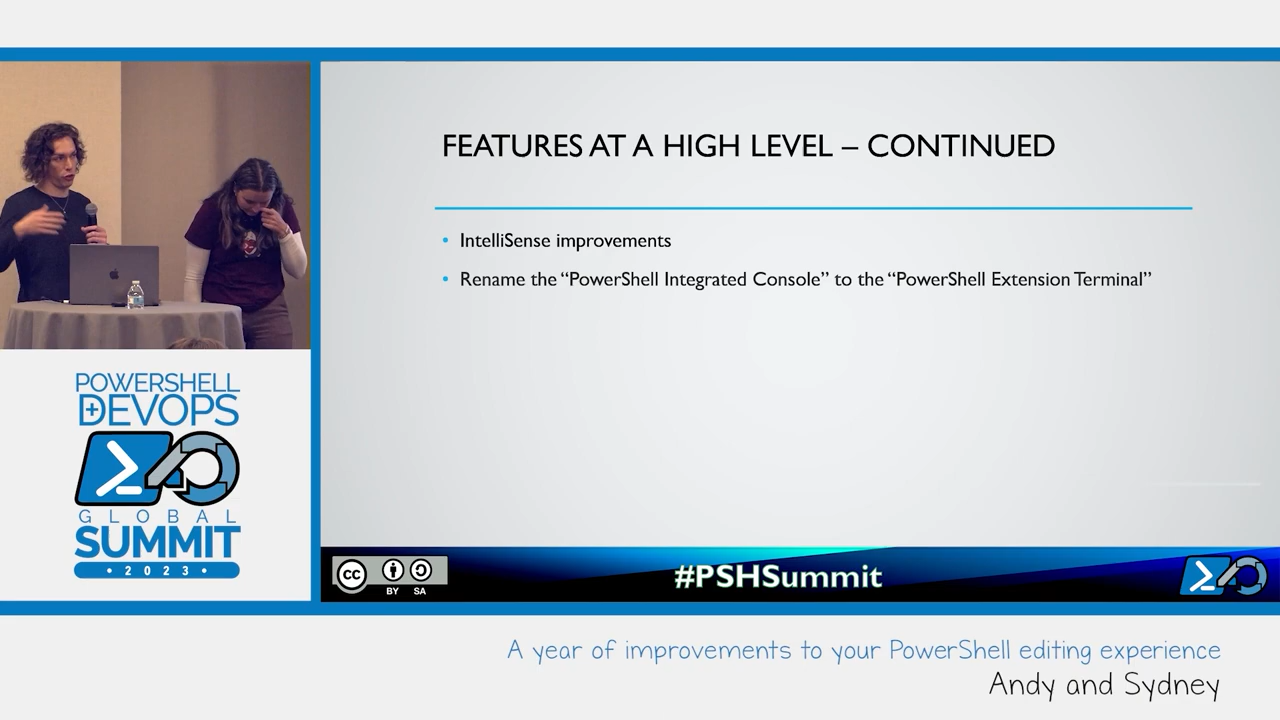 FEATURES AT A HIGH LEVEL – CONTINUED
• IntelliSense improvements
• Rename the “PowerShell Integrated Console” to the “PowerShell Extension Terminal”
POWERSHELL
+DEVOPS
GLOBAL
SUMMIT
• 2023 •
cc
BY SA
#PSHSummit
A year of improvements to your PowerShell editing experience
Andy and Sydney